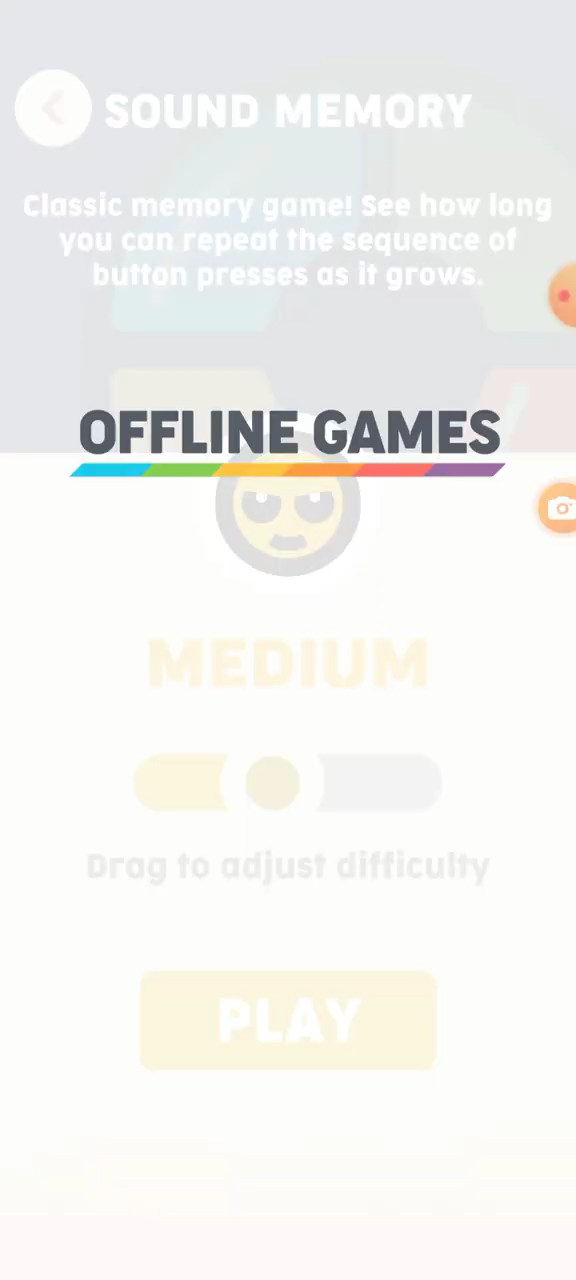 SOUND MEMORY
Classic memory game! See how long
you can repeat the sequence of
button presses as it grows.
OFFLINE GAMES
MEDIUM
Drag to adjust difficulty
PLAY